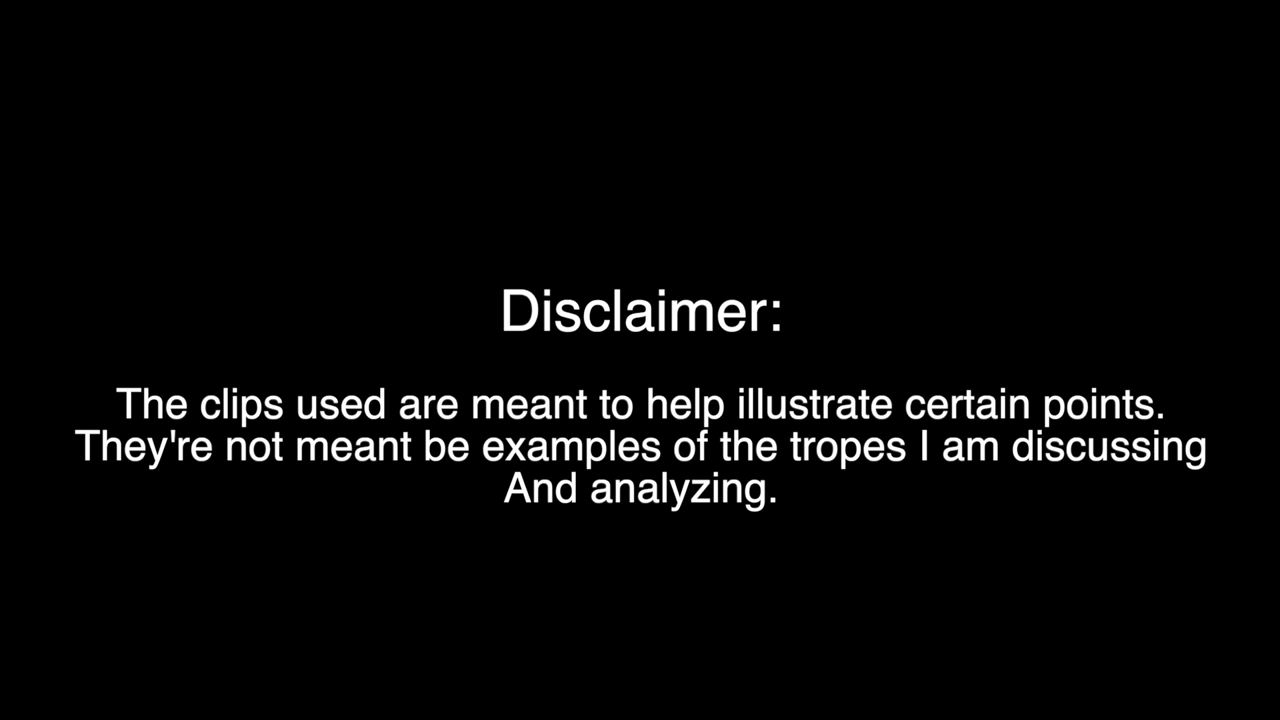 Disclaimer:
The clips used are meant to help illustrate certain points.
They're not meant be examples of the tropes I am discussing
And analyzing.